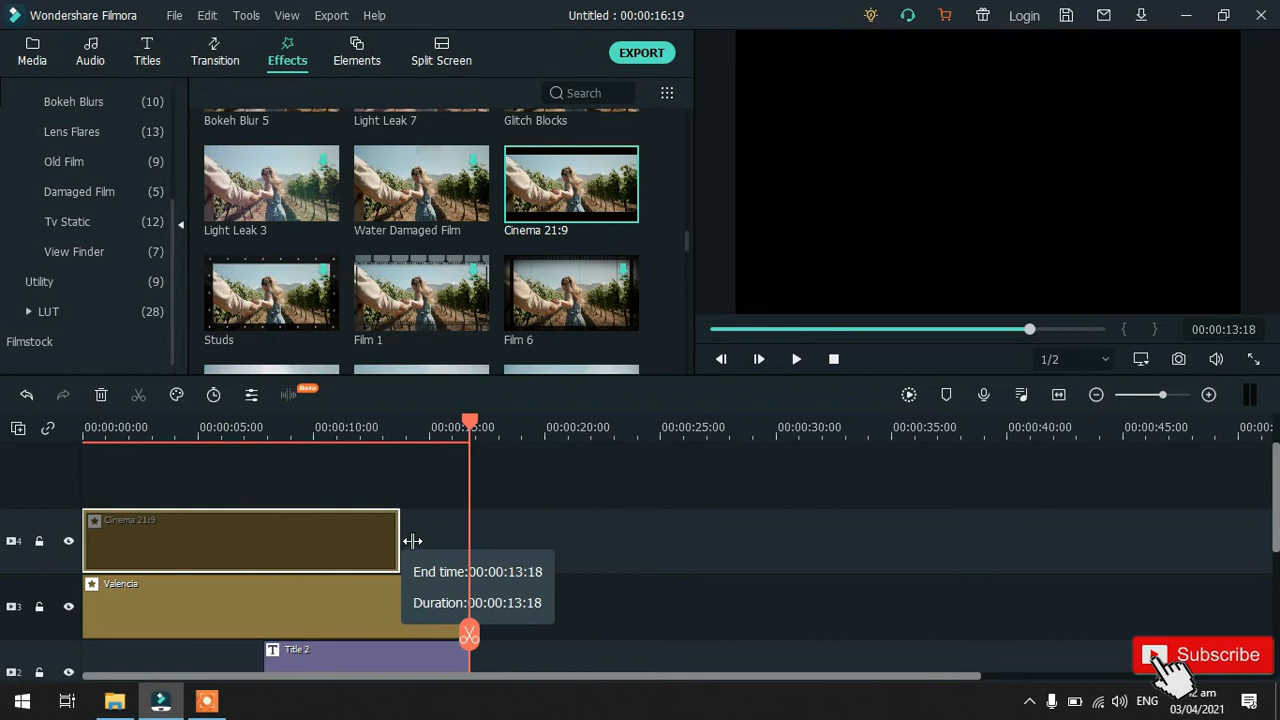 Wondershare Filmora
File Edit Tools View Export Help
Untitled : 00:00:16:19
Login
Media Audio Titles Transition Effects Elements Split Screen
EXPORT
Search
Bokeh Blurs (10)
Lens Flares (13)
Old Film (9)
Damaged Film (5)
Tv Static (12)
View Finder (7)
Utility (9)
LUT (28)
Filmstock
Bokeh Blur 5 Light Leak 7 Glitch Blocks
Light Leak 3 Water Damaged Film Cinema 21:9
Studs Film 1 Film 6
00:00:13:18
1/2
Beta
00:00:00:00 00:00:05:00 00:00:10:00 00:00:20:00 00:00:25:00 00:00:30:00 00:00:35:00 00:00:40:00 00:00:45:00
Cinema 21:9
4
End time:00:00:13:18
Duration:00:00:13:18
Valencia
3
Title 2
2
Subscribe
ENG
03/04/2021